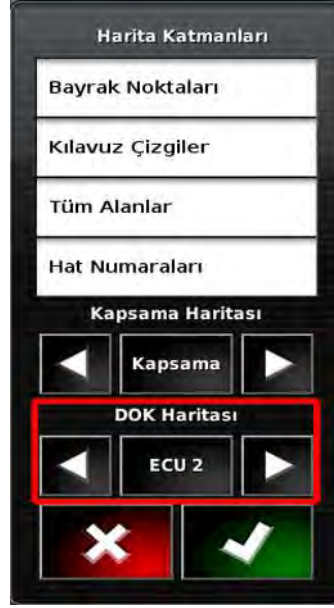 Harita Katmanları
Bayrak Noktaları
Kılavuz Çizgiler
Tüm Alanlar
Hat Numaraları
Kapsama Haritası
Kapsama
DOK Haritası
ECU 2